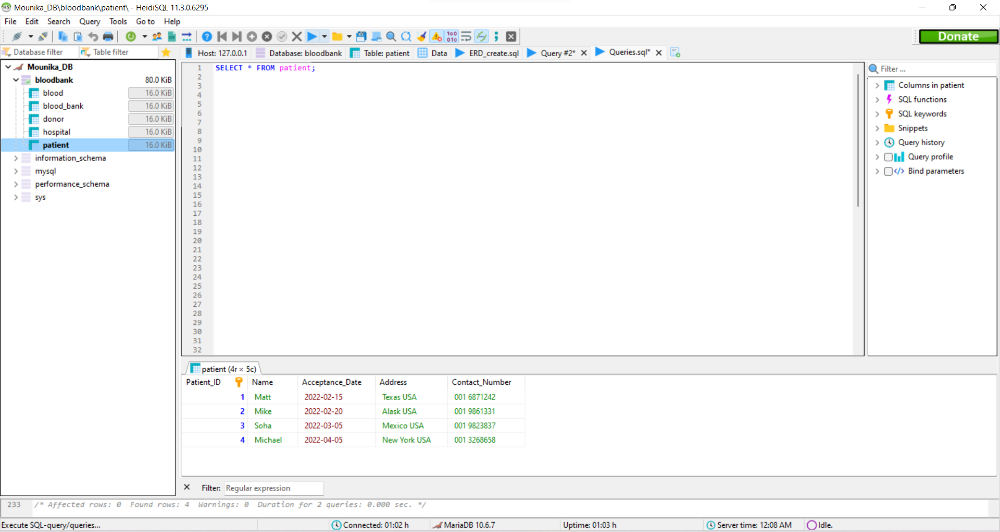 Mounika_DB\bloodbank\patient\ - HeidiSQL 11.3.0.6295
File Edit Search Query Tools Go to Help
Donate
Database filter Table filter
Host: 127.0.0.1 Database: bloodbank Table: patient Data ERD_create.sql Query #2* Queries.sql*
Mounika_DB
bloodbank 80.0 KiB
blood 16.0 KiB
blood_bank 16.0 KiB
donor 16.0 KiB
hospital 16.0 KiB
patient 16.0 KiB
information_schema
mysql
performance_schema
sys
1 SELECT * FROM patient;
2
3
4
5
6
7
8
9
10
11
12
13
14
15
16
17
18
19
20
21
22
23
24
25
26
27
28
29
30
31
32
Filter ...
Columns in patient
SQL functions
SQL keywords
Snippets
Query history
Query profile
Bind parameters
patient (4r × 5c)
Patient_ID Name Acceptance_Date Address Contact_Number
1 Matt 2022-02-15 Texas USA 001 6871242
2 Mike 2022-02-20 Alask USA 001 9861331
3 Soha 2022-03-05 Mexico USA 001 9823837
4 Michael 2022-04-05 New York USA 001 3268658
Filter: Regular expression
233 /* Affected rows: 0 Found rows: 4 Warnings: 0 Duration for 2 queries: 0.000 sec. */
Execute SQL-query/queries... Connected: 01:02 h MariaDB 10.6.7 Uptime: 01:03 h Server time: 12:08 AM Idle.